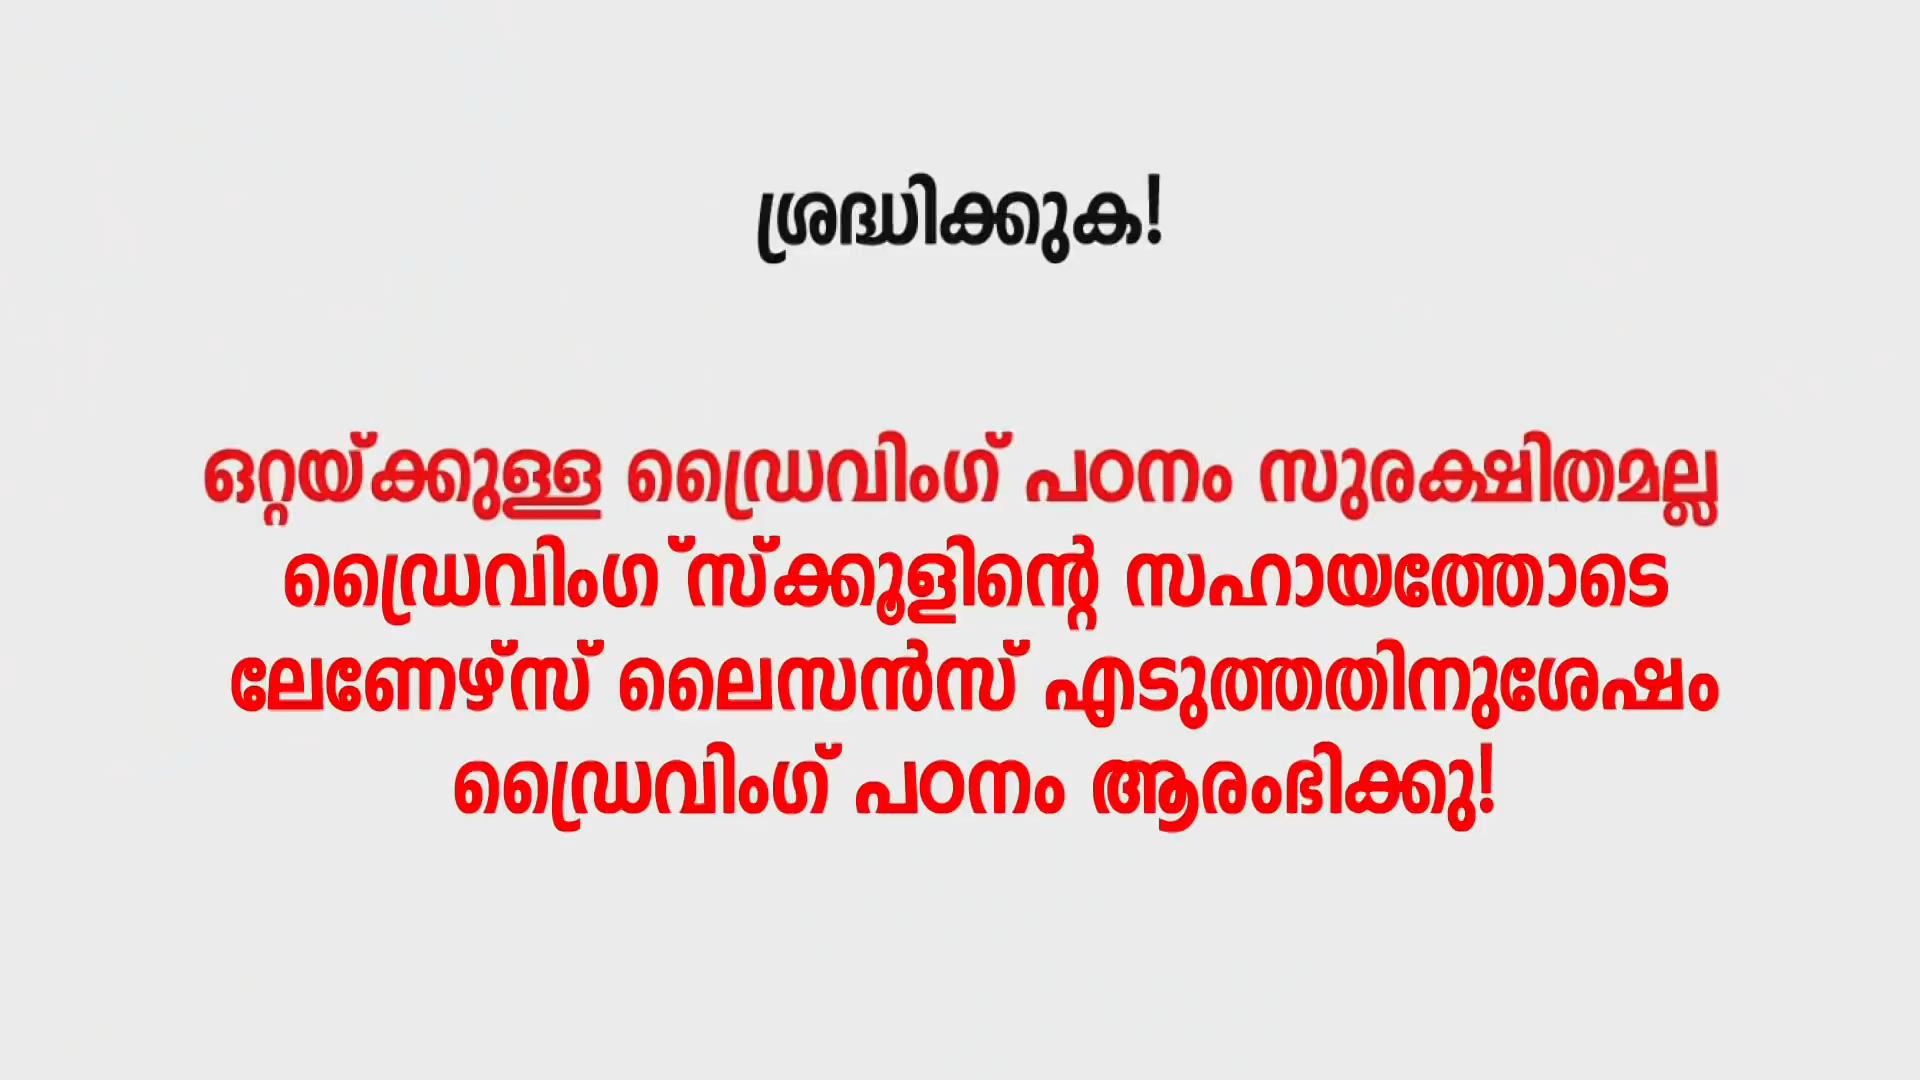 ശ്രദ്ധിക്കുക!
ഒറ്റയ്ക്കുള്ള ഡ്രൈവിംഗ് പഠനം സുരക്ഷിതമല്ല
ഡ്രൈവിംഗ് സ്ക്കൂളിന്റെ സഹായത്തോടെ
ലേണേഴ്സ് ലൈസൻസ് എടുത്തതിനുശേഷം
ഡ്രൈവിംഗ് പഠനം ആരംഭിക്കു!